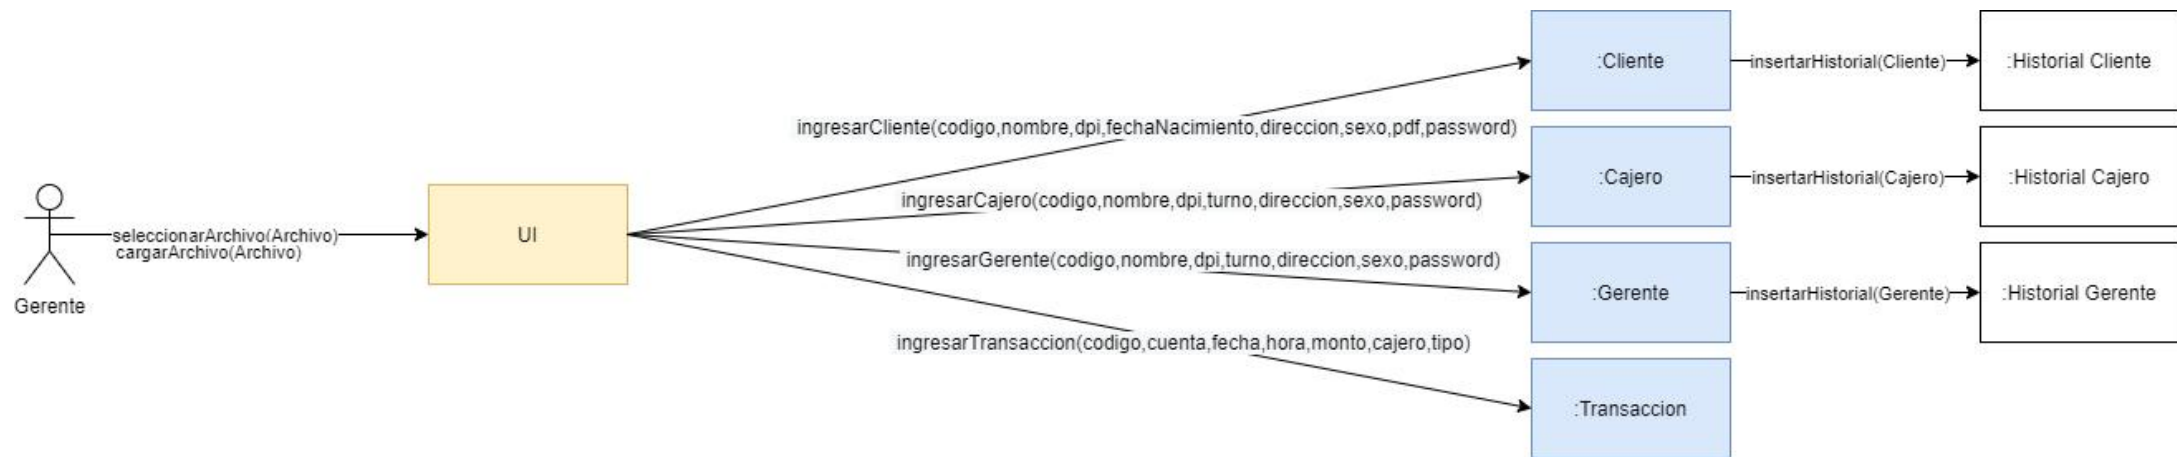 :Cliente
insertarHistorial(Cliente)
:Historial Cliente
ingresarCliente(codigo,nombre,dpi,fechaNacimiento,direccion,sexo,pdf,password)
:Cajero
insertarHistorial(Cajero)
:Historial Cajero
ingresarCajero(codigo,nombre,dpi,turno,direccion,sexo,password)
seleccionarArchivo(Archivo)
cargarArchivo(Archivo)
UI
ingresarGerente(codigo,nombre,dpi,turno,direccion,sexo,password)
:Gerente
insertarHistorial(Gerente)
:Historial Gerente
Gerente
ingresarTransaccion(codigo,cuenta,fecha,hora,monto,cajero,tipo)
:Transaccion